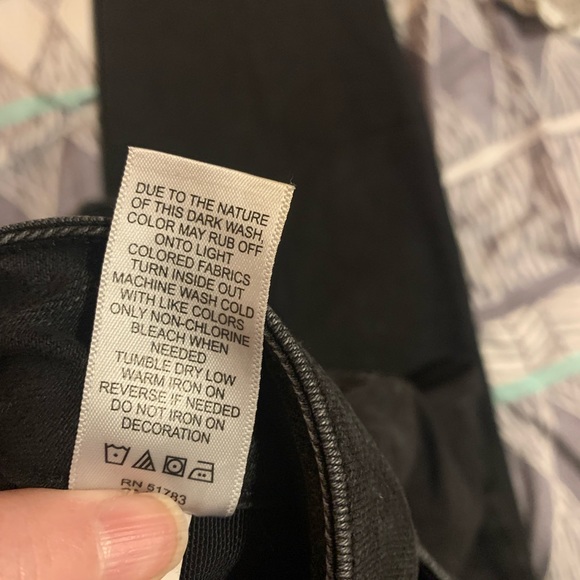 DUE TO THE NATURE
OF THIS DARK WASH,
COLOR MAY RUB OFF
ONTO LIGHT
COLORED FABRICS
TURN INSIDE OUT
MACHINE WASH COLD
WITH LIKE COLORS
ONLY NON-CHLORINE
BLEACH WHEN
NEEDED
TUMBLE DRY LOW
WARM IRON ON
REVERSE IF NEEDED
DO NOT IRON ON
DECORATION
RN 51783